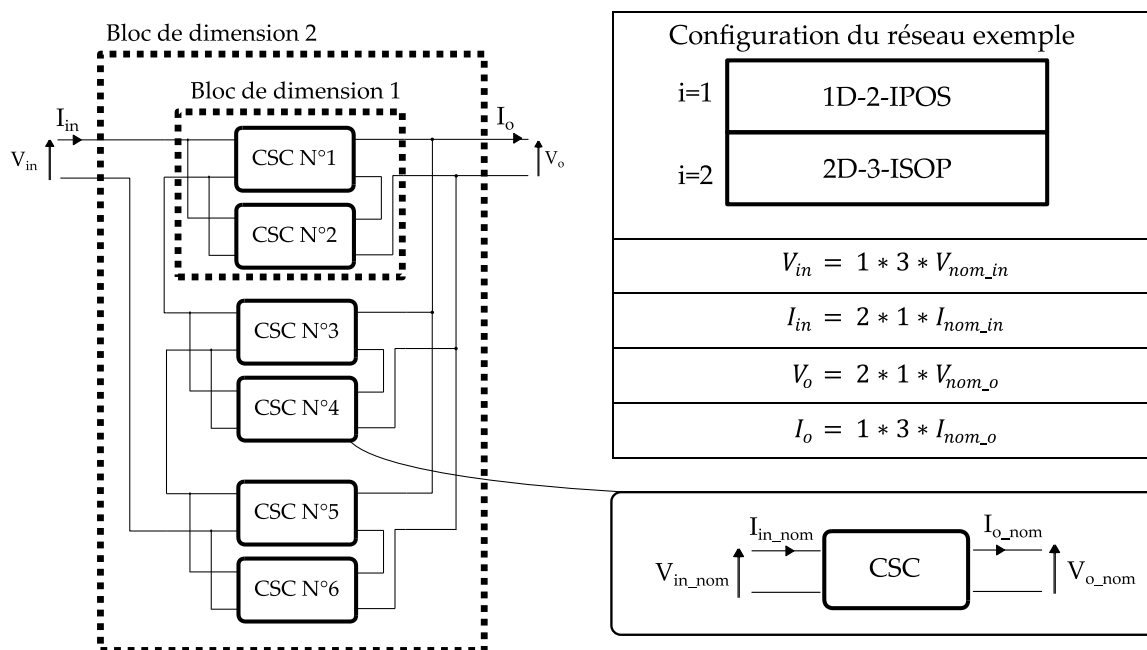 Bloc de dimension 2
Bloc de dimension 1
I_in
V_in
I_o
V_o
CSC N°1
CSC N°2
CSC N°3
CSC N°4
CSC N°5
CSC N°6
Configuration du réseau exemple
i=1
1D-2-IPOS
i=2
2D-3-ISOP
V_in = 1 * 3 * V_nom_in
I_in = 2 * 1 * I_nom_in
V_o = 2 * 1 * V_nom_o
I_o = 1 * 3 * I_nom_o
I_in_nom
I_o_nom
V_in_nom
CSC
V_o_nom